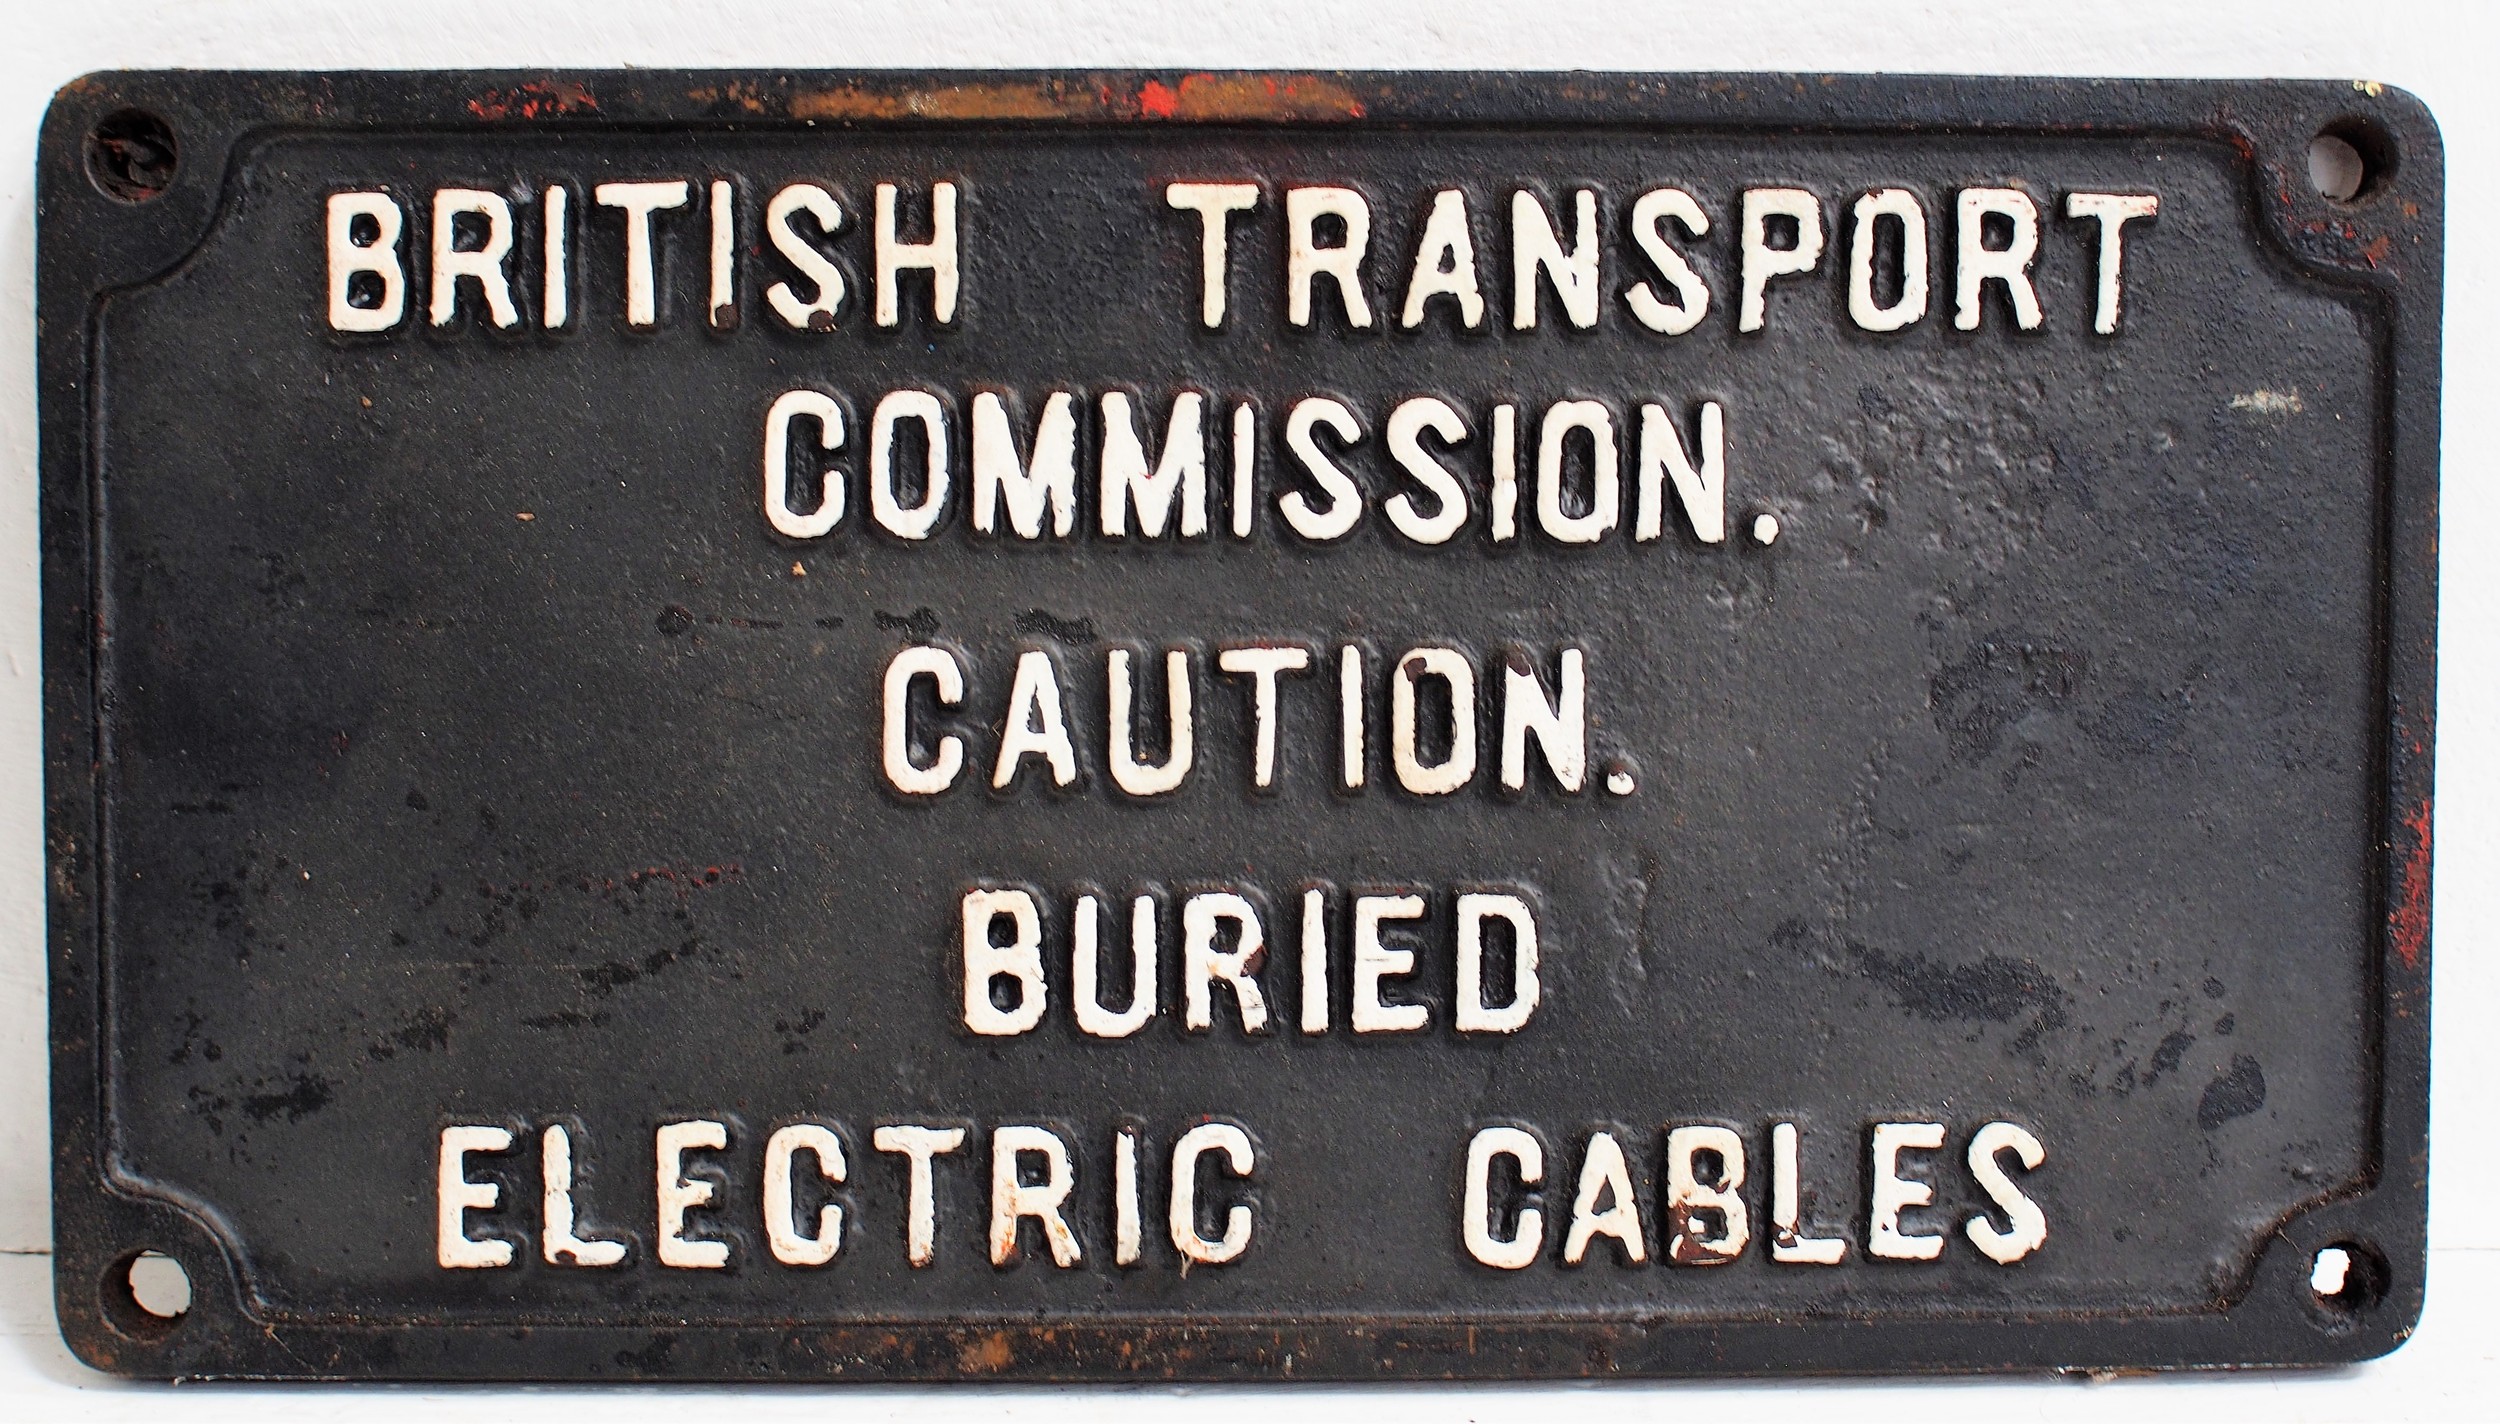 BRITISH TRANSPORT
COMMISSION.
CAUTION.
BURIED
ELECTRIC CABLES